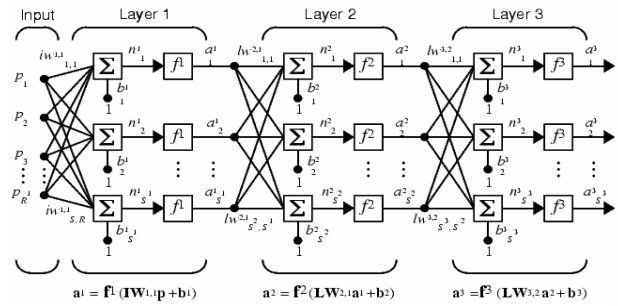 Input Layer 1 Layer 2 Layer 3
iw¹,¹ 1,1 n¹ 1 a¹ 1 lw²,¹ 1,1 n² 1 a² 1 lw³,² 1,1 n³ 1 a³ 1
p 1 Σ f¹ Σ f² Σ f³
b¹ 1 b² 1 b³ 1
1 1 1
n¹ 2 a¹ 2 n² 2 a² 2 n³ 2 a³ 2
p 2 Σ f¹ Σ f² Σ f³
p 3 b¹ 2 b² 2 b³ 2
1 1 1
n¹ s¹ a¹ s¹ n² s² a² s² n³ s³ a³ s³
p R¹ Σ f¹ Σ f² Σ f³
iw¹,¹ s,R lw²,¹ s²,s¹ lw³,² s³,s²
b¹ s¹ b² s² b³ s³
1 1 1
a¹ = f¹ (IW¹,¹p +b¹) a² = f² (LW²,¹a¹+b²) a³ =f³ (LW³,²a²+b³)